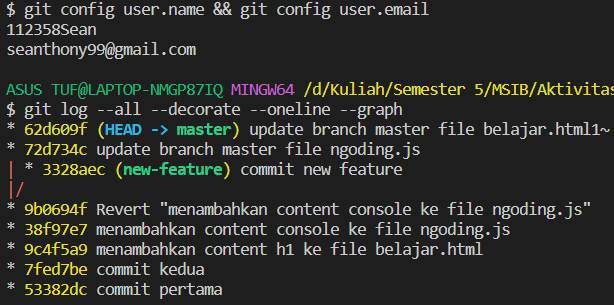 $ git config user.name && git config user.email
112358Sean
seanthony99@gmail.com
ASUS TUF@LAPTOP-NMGP87IQ MINGW64 /d/Kuliah/Semester 5/MSIB/Aktivitas
$ git log --all --decorate --oneline --graph
* 62d609f (HEAD -> master) update branch master file belajar.html1~
* 72d734c update branch master file ngoding.js
| * 3328aec (new-feature) commit new feature
|/
* 9b0694f Revert "menambahkan content console ke file ngoding.js"
* 38f97e7 menambahkan content console ke file ngoding.js
* 9c4f5a9 menambahkan content h1 ke file belajar.html
* 7fed7be commit kedua
* 53382dc commit pertama